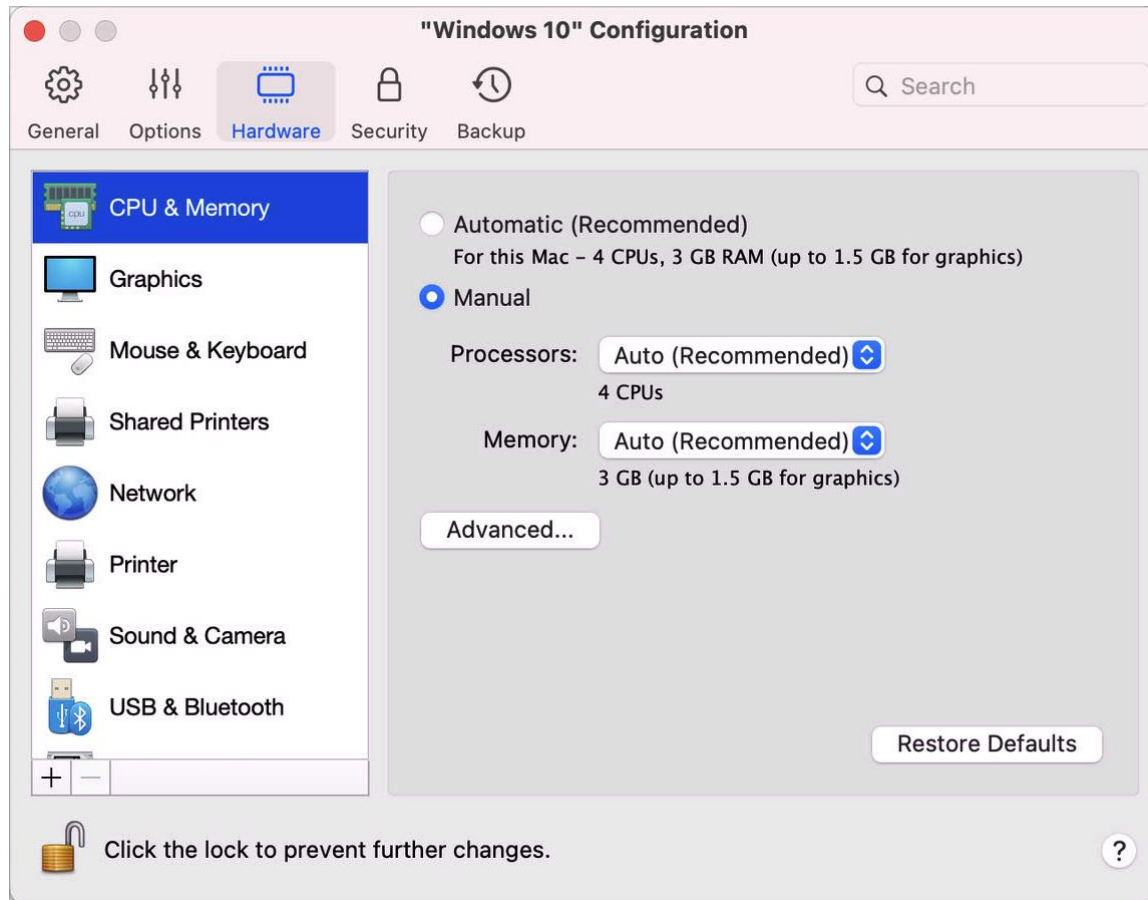 "Windows 10" Configuration
General Options Hardware Security Backup
Search
CPU & Memory
Graphics
Mouse & Keyboard
Shared Printers
Network
Printer
Sound & Camera
USB & Bluetooth
Automatic (Recommended)
For this Mac – 4 CPUs, 3 GB RAM (up to 1.5 GB for graphics)
Manual
Processors: Auto (Recommended)
4 CPUs
Memory: Auto (Recommended)
3 GB (up to 1.5 GB for graphics)
Advanced...
Restore Defaults
Click the lock to prevent further changes.
?